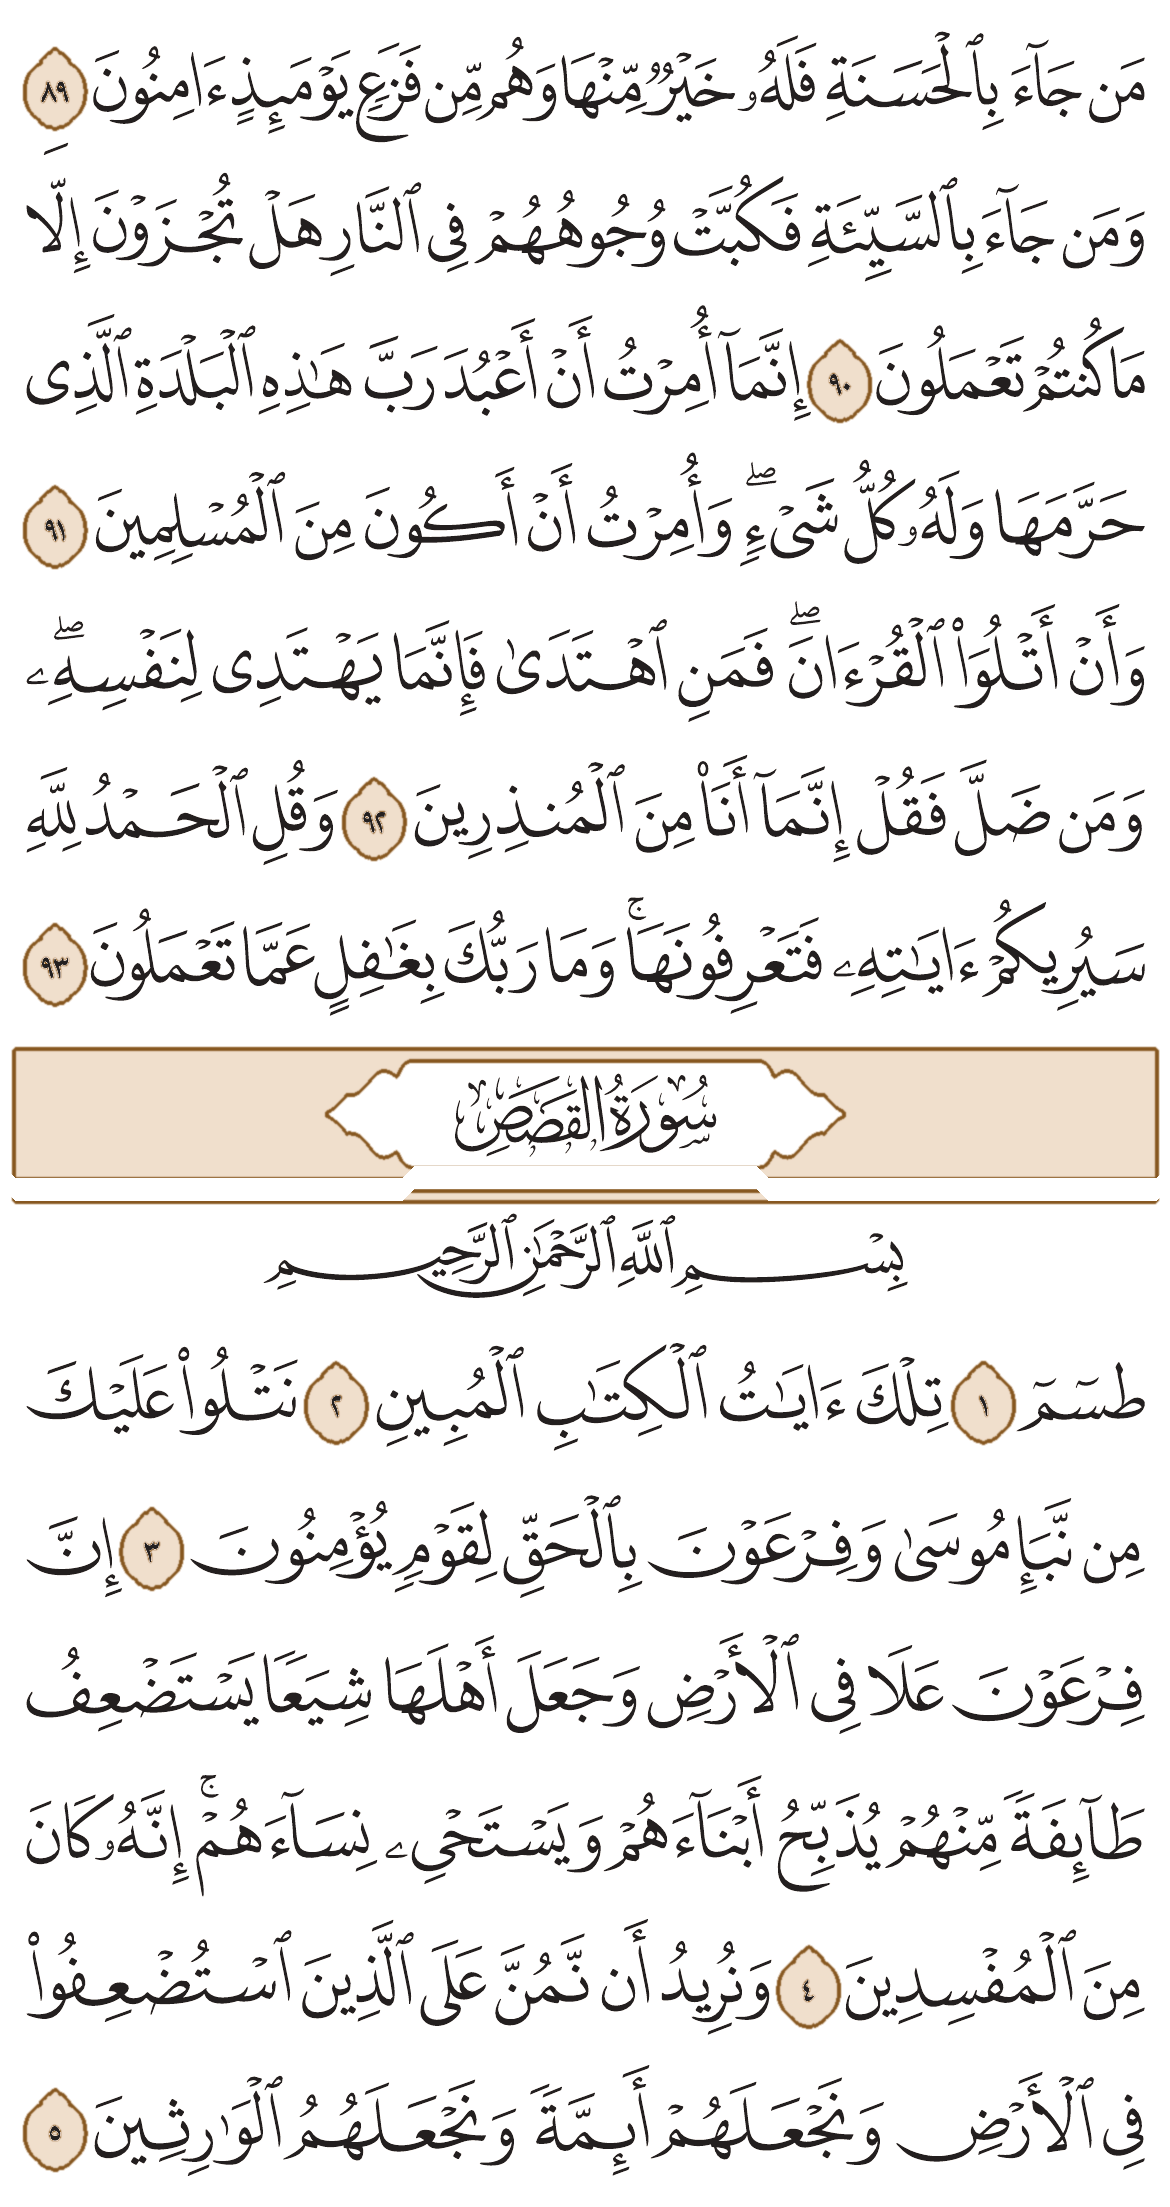 مَن جَآءَ بِٱلْحَسَنَةِ فَلَهُۥ خَيْرٌ مِّنْهَا وَهُم مِّن فَزَعٍ يَوْمَئِذٍ ءَامِنُونَ ٨٩
وَمَن جَآءَ بِٱلسَّيِّئَةِ فَكُبَّتْ وُجُوهُهُمْ فِى ٱلنَّارِ هَلْ تُجْزَوْنَ إِلَّا
مَا كُنتُمْ تَعْمَلُونَ ٩٠ إِنَّمَآ أُمِرْتُ أَنْ أَعْبُدَ رَبَّ هَٰذِهِ ٱلْبَلْدَةِ ٱلَّذِى
حَرَّمَهَا وَلَهُۥ كُلُّ شَىْءٍۖ وَأُمِرْتُ أَنْ أَكُونَ مِنَ ٱلْمُسْلِمِينَ ٩١
وَأَنْ أَتْلُوَا۟ ٱلْقُرْءَانَۖ فَمَنِ ٱهْتَدَىٰ فَإِنَّمَا يَهْتَدِى لِنَفْسِهِۦۖ
وَمَن ضَلَّ فَقُلْ إِنَّمَآ أَنَا۠ مِنَ ٱلْمُنذِرِينَ ٩٢ وَقُلِ ٱلْحَمْدُ لِلَّهِ
سَيُرِيكُمْ ءَايَٰتِهِۦ فَتَعْرِفُونَهَاۚ وَمَا رَبُّكَ بِغَٰفِلٍ عَمَّا تَعْمَلُونَ ٩٣
سُورَةُ القَصَصِ
بِسْمِ ٱللَّهِ ٱلرَّحْمَٰنِ ٱلرَّحِيمِ
طسٓمٓ ١ تِلْكَ ءَايَٰتُ ٱلْكِتَٰبِ ٱلْمُبِينِ ٢ نَتْلُوا۟ عَلَيْكَ
مِن نَّبَإِ مُوسَىٰ وَفِرْعَوْنَ بِٱلْحَقِّ لِقَوْمٍ يُؤْمِنُونَ ٣ إِنَّ
فِرْعَوْنَ عَلَا فِى ٱلْأَرْضِ وَجَعَلَ أَهْلَهَا شِيَعًا يَسْتَضْعِفُ
طَآئِفَةً مِّنْهُمْ يُذَبِّحُ أَبْنَآءَهُمْ وَيَسْتَحْىِۦ نِسَآءَهُمْۚ إِنَّهُۥ كَانَ
مِنَ ٱلْمُفْسِدِينَ ٤ وَنُرِيدُ أَن نَّمُنَّ عَلَى ٱلَّذِينَ ٱسْتُضْعِفُوا۟
فِى ٱلْأَرْضِ وَنَجْعَلَهُمْ أَئِمَّةً وَنَجْعَلَهُمُ ٱلْوَٰرِثِينَ ٥